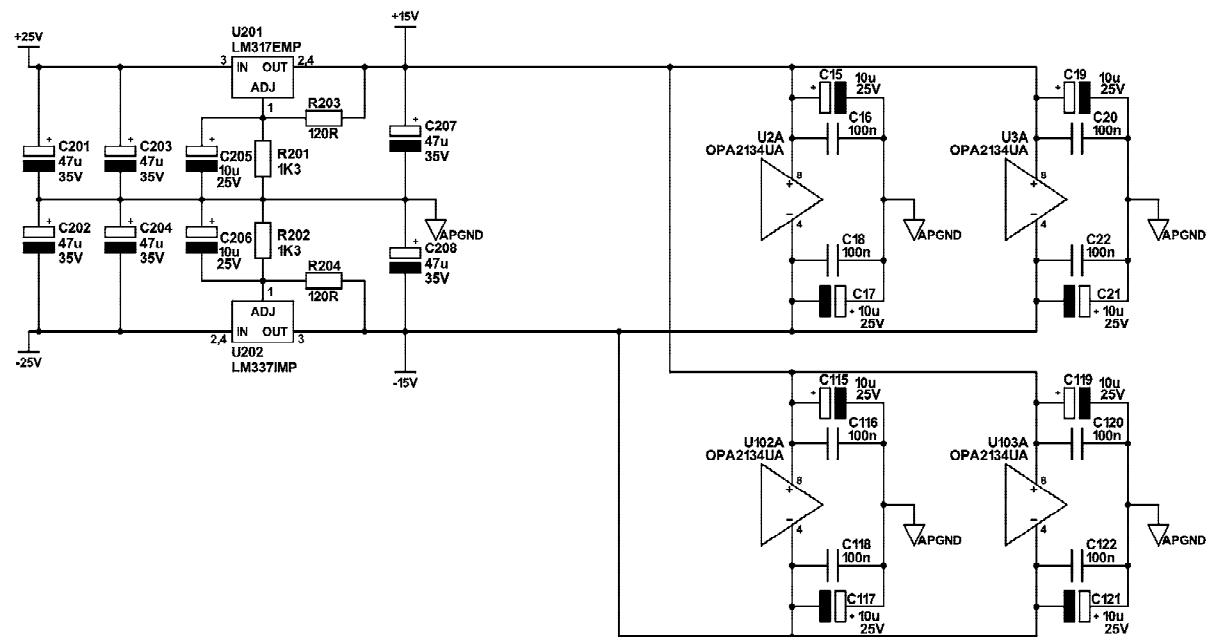 +15V
+25V
U201
LM317EMP
3
IN OUT
2,4
ADJ
1
R203
120R
C201
47u
35V
C203
47u
35V
C205
10u
25V
R201
1K3
C207
47u
35V
C202
47u
35V
C204
47u
35V
C206
10u
25V
R202
1K3
R204
120R
APGND
C208
47u
35V
1
ADJ
IN OUT
2,4
3
U202
LM337IMP
-25V
-15V
C15
10u
25V
C16
100n
U2A
OPA2134UA
8
+
−
4
APGND
C18
100n
C17
10u
25V
C19
10u
25V
C20
100n
U3A
OPA2134UA
8
+
−
4
APGND
C22
100n
C21
10u
25V
C115
10u
25V
C116
100n
U102A
OPA2134UA
8
+
−
4
APGND
C118
100n
C117
10u
25V
C119
10u
25V
C120
100n
U103A
OPA2134UA
8
+
−
4
APGND
C122
100n
C121
10u
25V